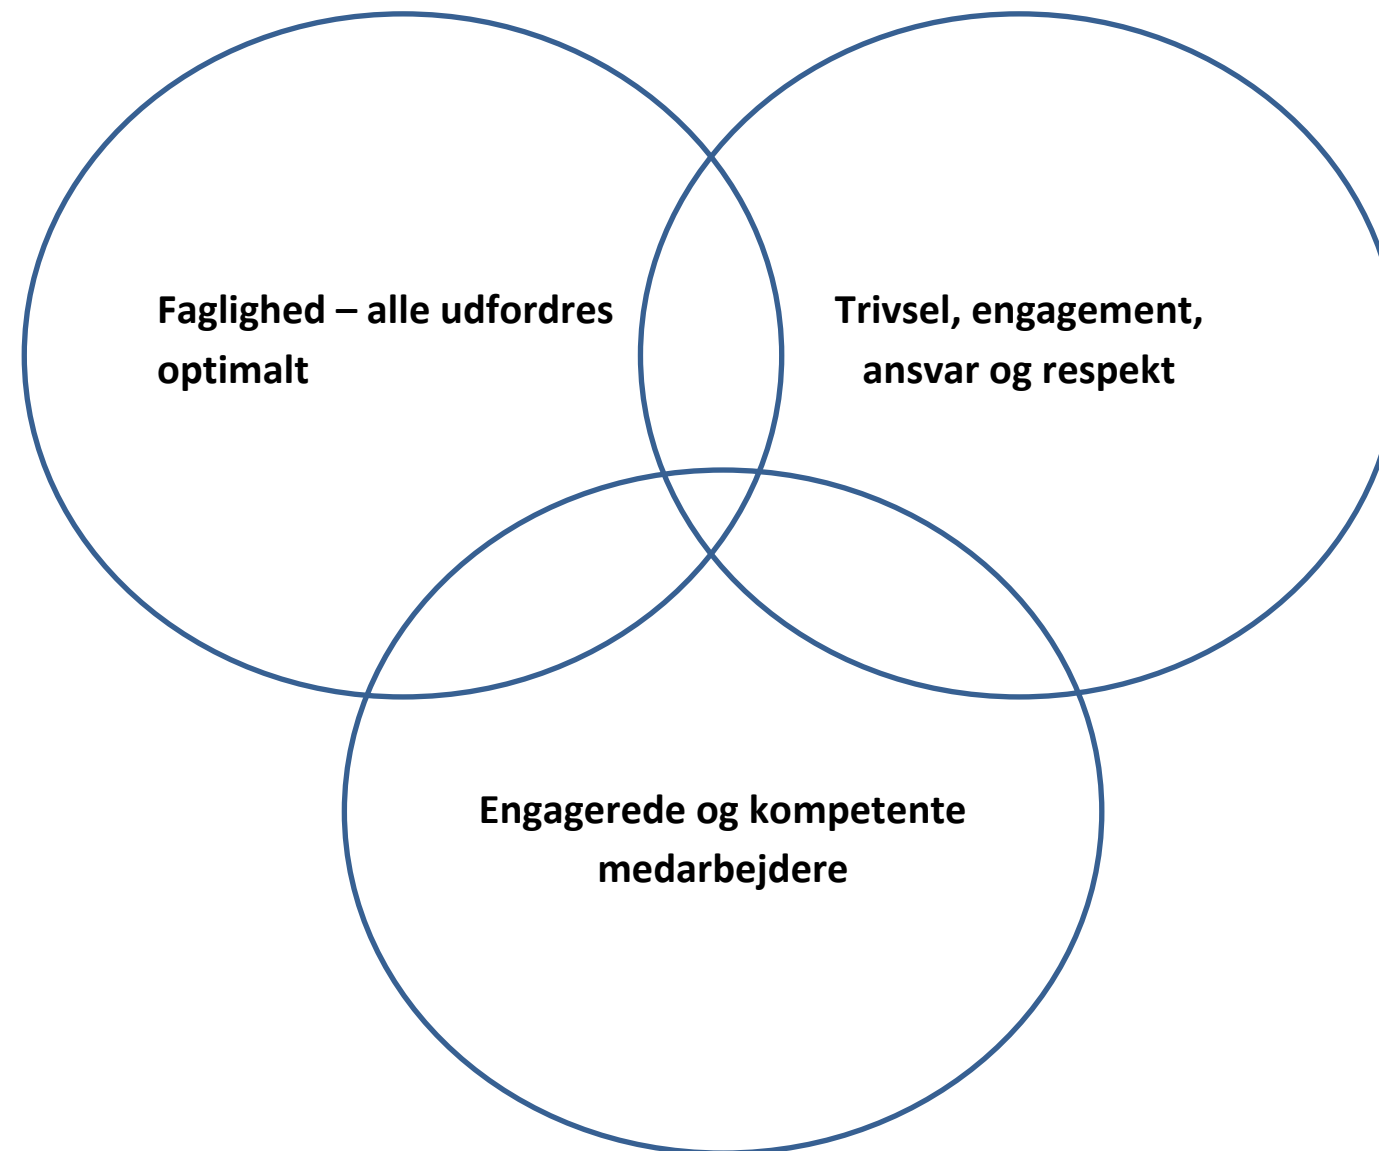 Faglighed – alle udfordres
optimalt
Trivsel, engagement,
ansvar og respekt
Engagerede og kompetente
medarbejdere